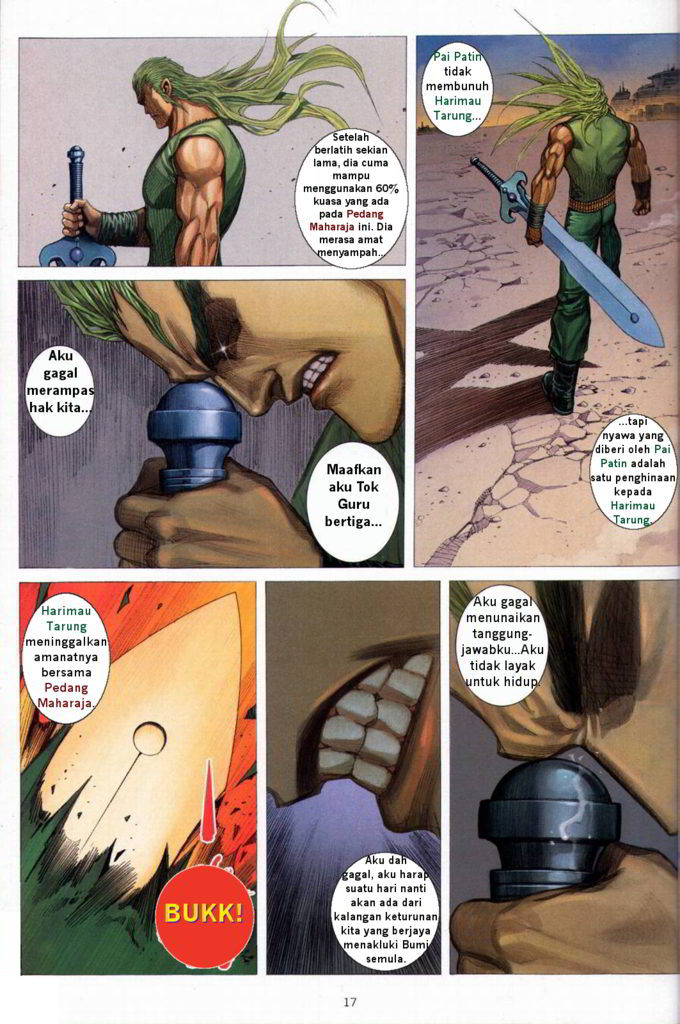 Setelah
berlatih sekian
lama, dia cuma
mampu
menggunakan 60%
kuasa yang ada
pada Pedang
Maharaja ini. Dia
merasa amat
menyampah...
Pai Patin
tidak
membunuh
Harimau
Tarung...
...tapi
nyawa yang
diberi oleh Pai
Patin adalah
satu penghinaan
kepada
Harimau
Tarung.
Aku
gagal
merampas
hak kita...
Maafkan
aku Tok
Guru
bertiga...
Harimau
Tarung
meninggalkan
amanatnya
bersama
Pedang
Maharaja.
BUKK!
Aku dah
gagal, aku harap
suatu hari nanti
akan ada dari
kalangan keturunan
kita yang berjaya
menakluki Bumi
semula.
Aku gagal
menunaikan
tanggung-
jawabku...Aku
tidak layak
untuk hidup.
17